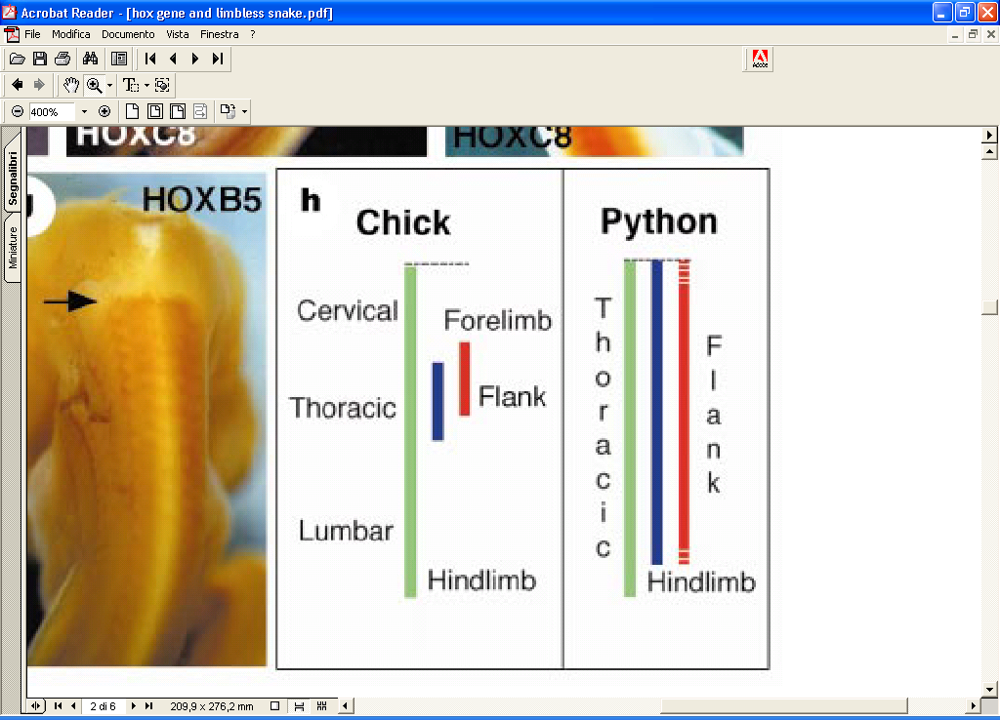 Acrobat Reader - [hox gene and limbless snake.pdf]
File Modifica Documento Vista Finestra ?
Adobe
400%
Segnalibri
Miniature
HOXC8
HOXC8
HOXB5
h
Chick
Python
Cervical
Forelimb
Thoracic
Flank
Lumbar
Hindlimb
Thoracic
Flank
Hindlimb
2 di 6
209,9 x 276,2 mm